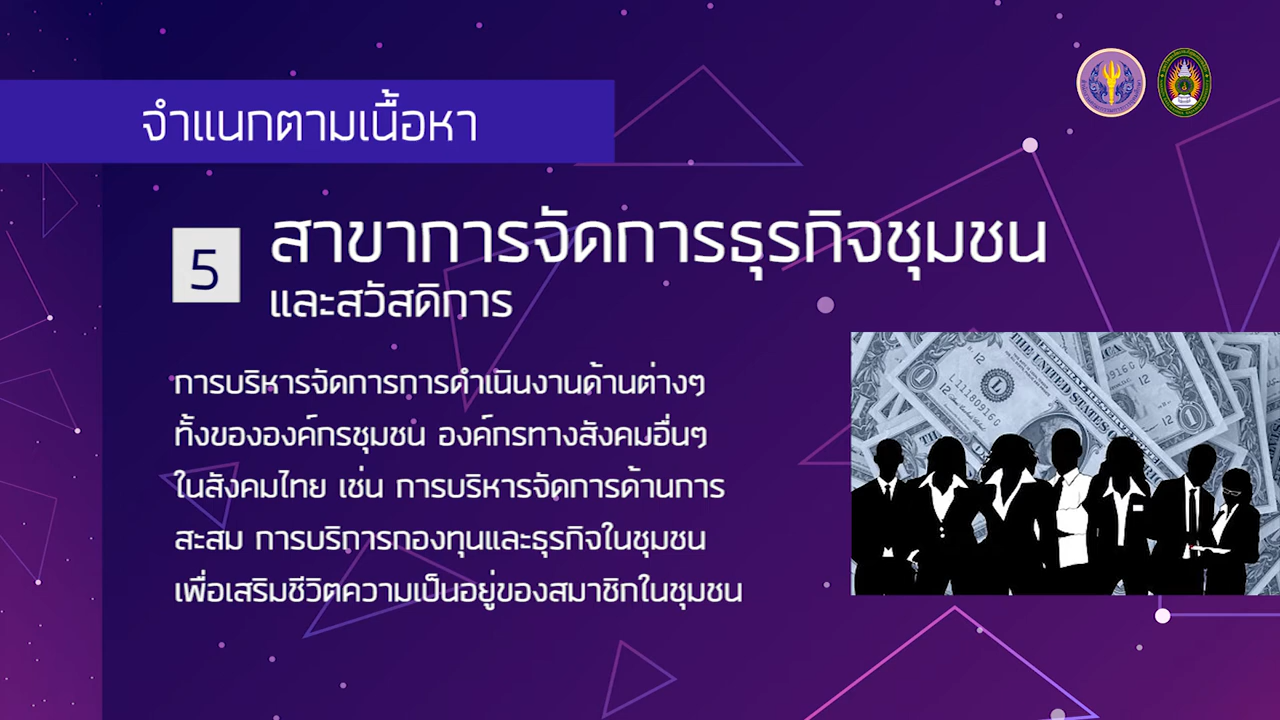 จำแนกตามเนื้อหา
5
สาขาการจัดการธุรกิจชุมชน
และสวัสดิการ
การบริหารจัดการการดำเนินงานด้านต่างๆ
ทั้งขององค์กรชุมชน องค์กรทางสังคมอื่นๆ
ในสังคมไทย เช่น การบริหารจัดการด้านการ
สะสม การบริการกองทุนและธุรกิจในชุมชน
เพื่อเสริมชีวิตความเป็นอยู่ของสมาชิกในชุมชน
THE UNITED STATES OF AMERICA
L11180916G
12
L
1